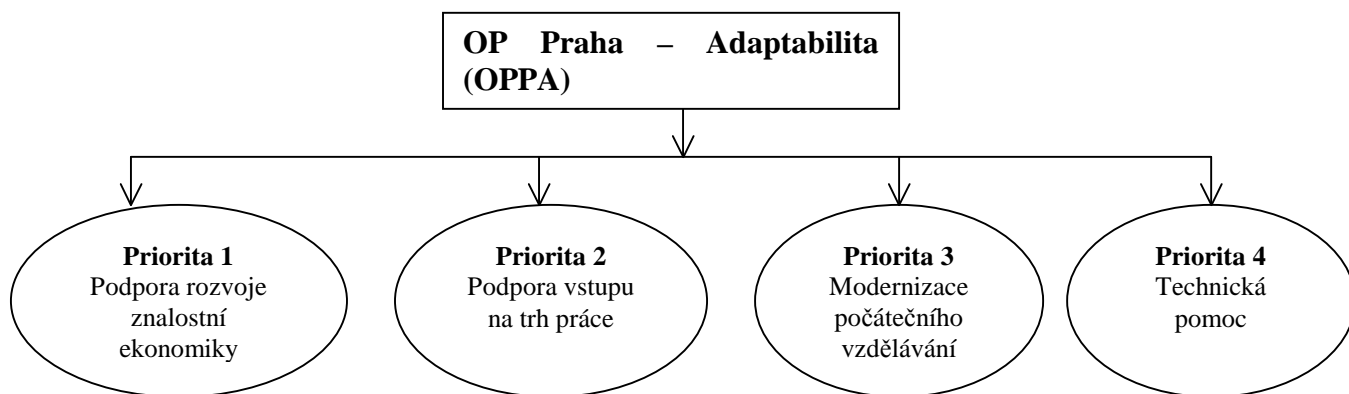 OP Praha – Adaptabilita
(OPPA)
Priorita 1
Podpora rozvoje
znalostní
ekonomiky
Priorita 2
Podpora vstupu
na trh práce
Priorita 3
Modernizace
počátečního
vzdělávání
Priorita 4
Technická
pomoc